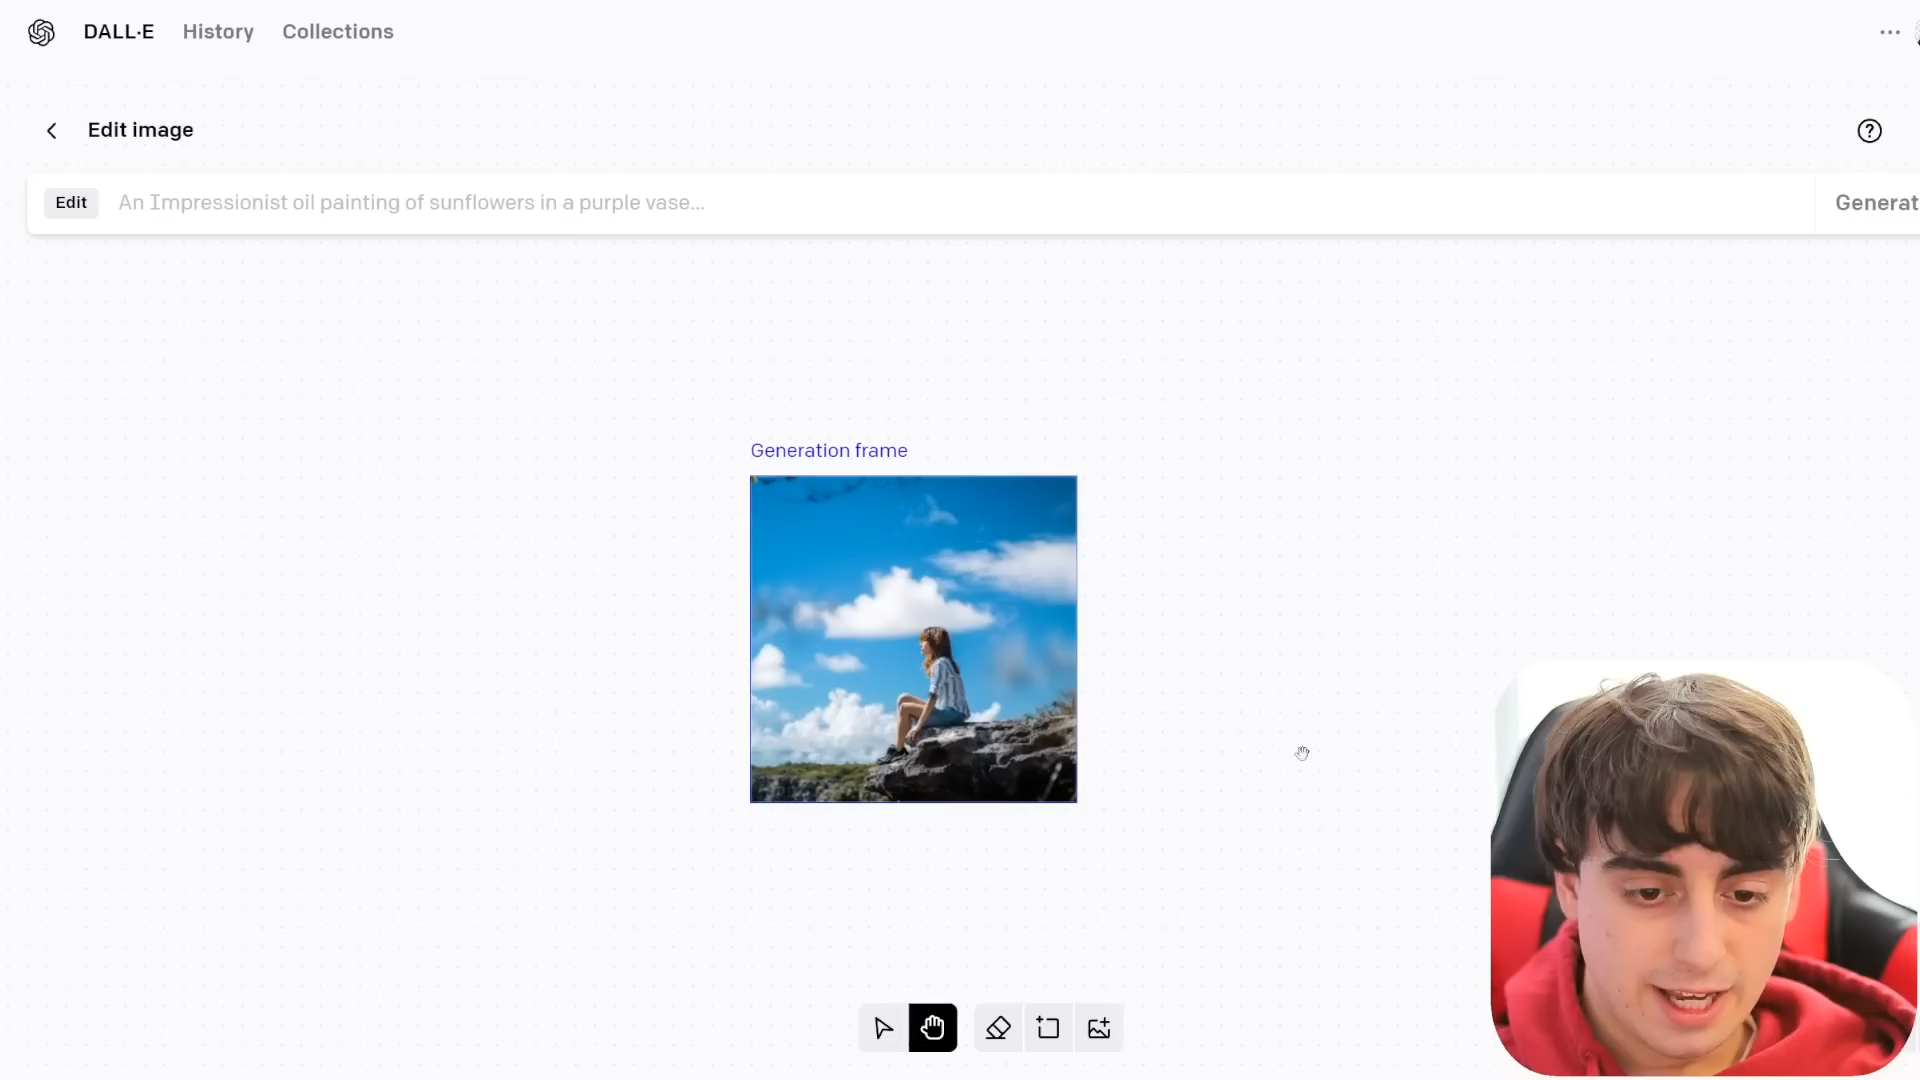 DALL·E History Collections
Edit image
Edit An Impressionist oil painting of sunflowers in a purple vase... Generat
Generation frame